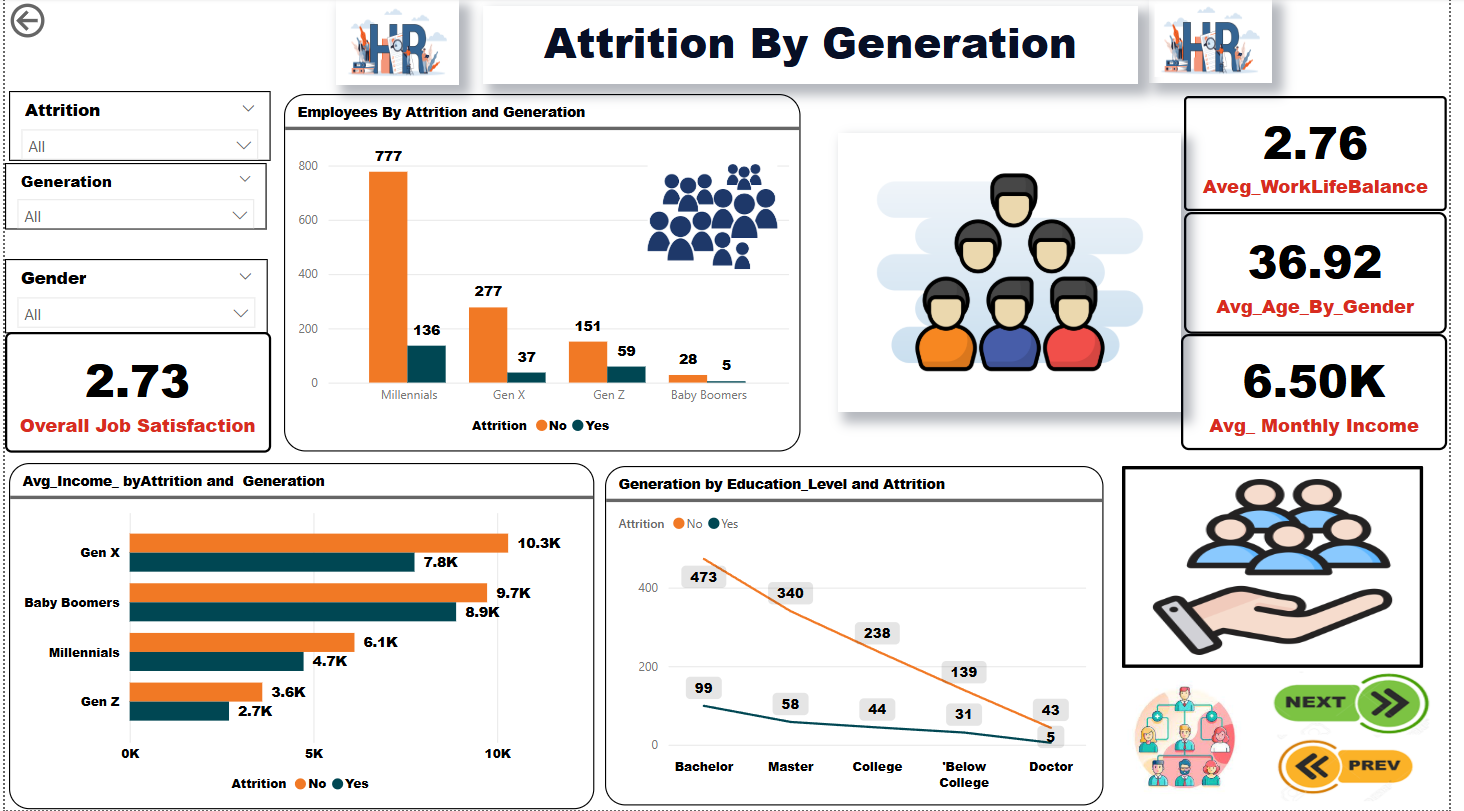 HR
Attrition By Generation
HR
Attrition
All
Generation
All
Gender
All
2.73
Overall Job Satisfaction
Employees By Attrition and Generation
800
600
400
200
0
777
136
277
37
151
59
28
5
Millennials
Gen X
Gen Z
Baby Boomers
Attrition No Yes
2.76
Aveg_WorkLifeBalance
36.92
Avg_Age_By_Gender
6.50K
Avg_ Monthly Income
Avg_Income_ byAttrition and Generation
Gen X
10.3K
7.8K
Baby Boomers
9.7K
8.9K
Millennials
6.1K
4.7K
Gen Z
3.6K
2.7K
0K
5K
10K
Attrition No Yes
Generation by Education_Level and Attrition
Attrition No Yes
400
200
0
473
340
238
139
43
99
58
44
31
5
Bachelor
Master
College
'Below
College
Doctor
NEXT
PREV